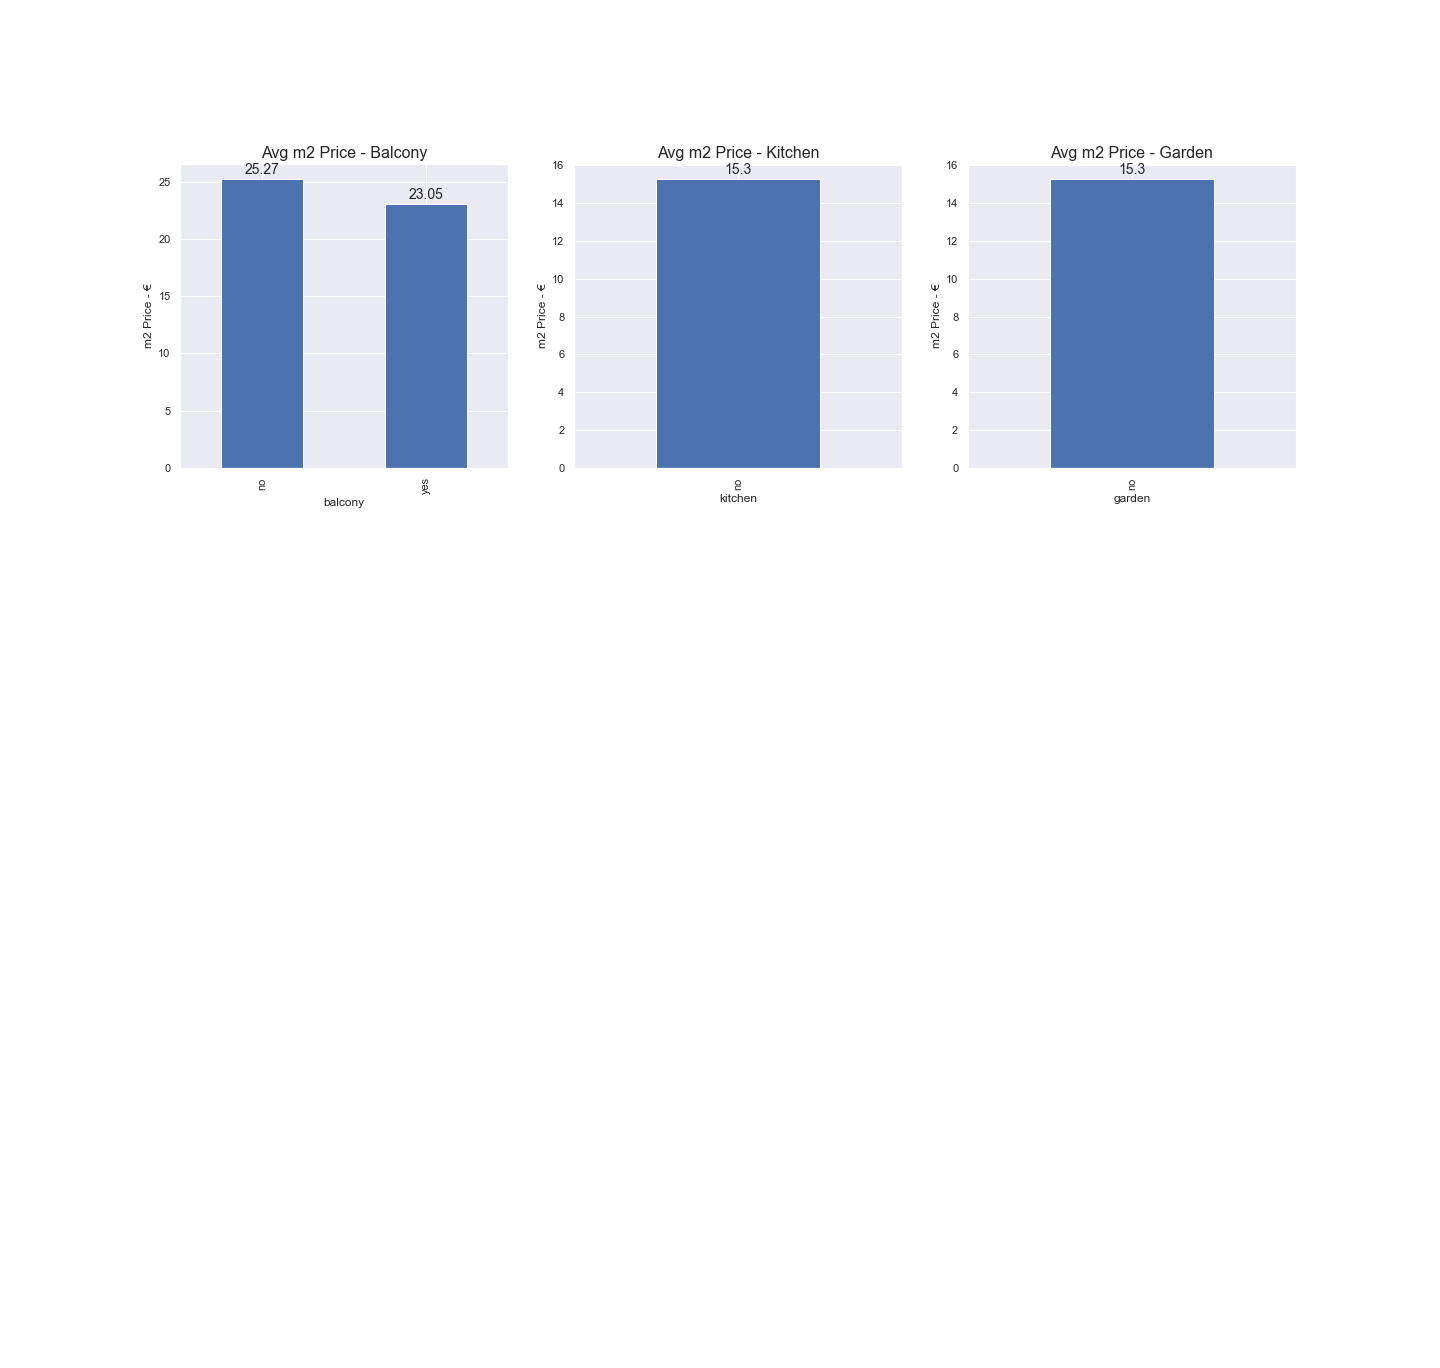 Avg m2 Price - Balcony
25.27
23.05
25
20
15
10
5
0
m2 Price - €
no
yes
balcony
Avg m2 Price - Kitchen
15.3
16
14
12
10
8
6
4
2
0
m2 Price - €
no
kitchen
Avg m2 Price - Garden
15.3
16
14
12
10
8
6
4
2
0
m2 Price - €
no
garden